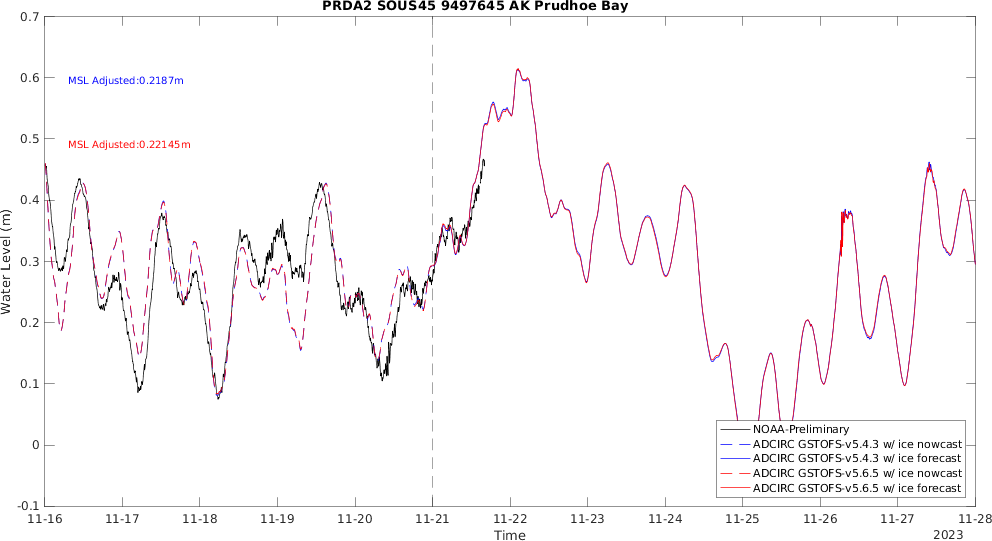 PRDA2 SOUS45 9497645 AK Prudhoe Bay
0.7
0.6
0.5
0.4
0.3
0.2
0.1
0
-0.1
Water Level (m)
MSL Adjusted:0.2187m
MSL Adjusted:0.22145m
NOAA-Preliminary
ADCIRC GSTOFS-v5.4.3 w/ ice nowcast
ADCIRC GSTOFS-v5.4.3 w/ ice forecast
ADCIRC GSTOFS-v5.6.5 w/ ice nowcast
ADCIRC GSTOFS-v5.6.5 w/ ice forecast
11-16 11-17 11-18 11-19 11-20 11-21 11-22 11-23 11-24 11-25 11-26 11-27 11-28
Time
2023